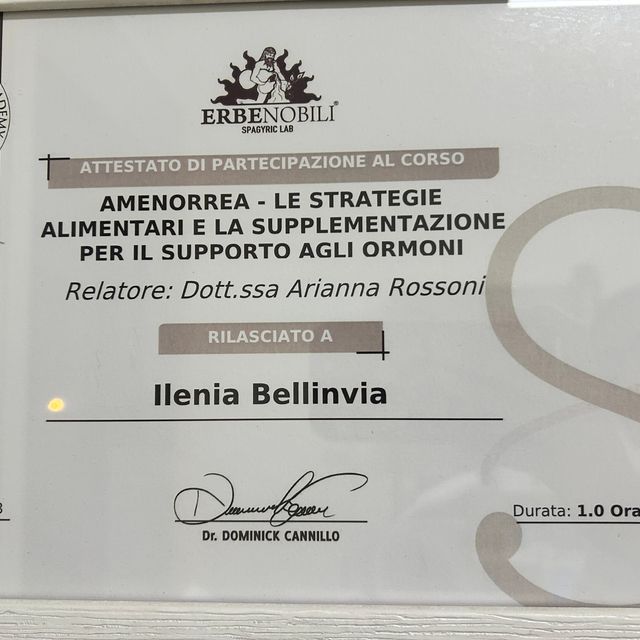 ERBENOBILI®
SPAGYRIC LAB
ATTESTATO DI PARTECIPAZIONE AL CORSO
AMENORREA - LE STRATEGIE
ALIMENTARI E LA SUPPLEMENTAZIONE
PER IL SUPPORTO AGLI ORMONI
Relatore: Dott.ssa Arianna Rossoni
RILASCIATO A
Ilenia Bellinvia
Dr. DOMINICK CANNILLO
Durata: 1.0 Ora